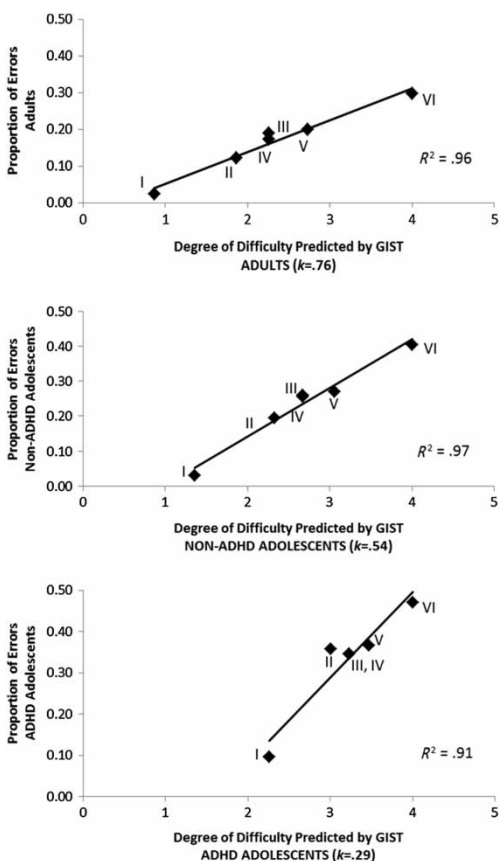 0.50
0.40
0.30
0.20
0.10
0.00
Proportion of Errors
Adults
I
II
III
IV
V
VI
R² = .96
0 1 2 3 4 5
Degree of Difficulty Predicted by GIST
ADULTS (k=.76)
0.50
0.40
0.30
0.20
0.10
0.00
Proportion of Errors
Non-ADHD Adolescents
I
II
III
IV
V
VI
R² = .97
0 1 2 3 4 5
Degree of Difficulty Predicted by GIST
NON-ADHD ADOLESCENTS (k=.54)
0.50
0.40
0.30
0.20
0.10
0.00
Proportion of Errors
ADHD Adolescents
I
II
III, IV
V
VI
R² = .91
0 1 2 3 4 5
Degree of Difficulty Predicted by GIST
ADHD ADOLESCENTS (k=.29)